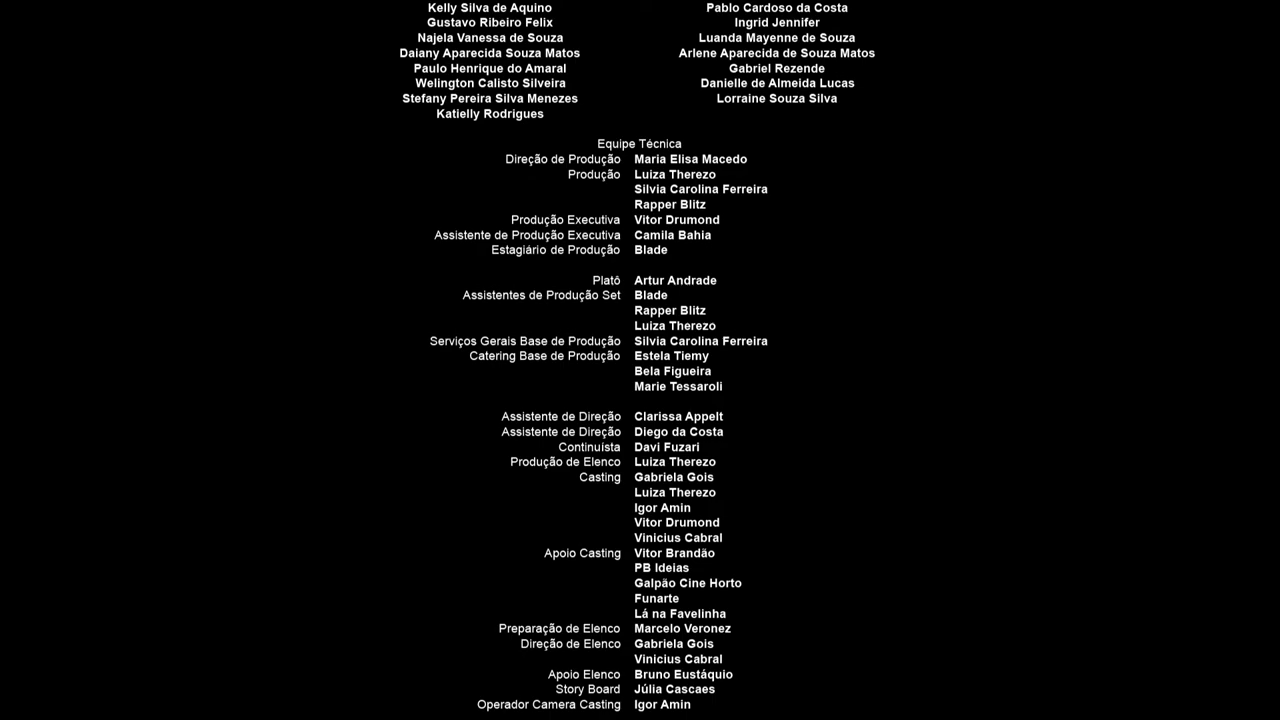 Kelly Silva de Aquino Pablo Cardoso da Costa
Gustavo Ribeiro Felix Ingrid Jennifer
Najela Vanessa de Souza Luanda Mayenne de Souza
Daiany Aparecida Souza Matos Arlene Aparecida de Souza Matos
Paulo Henrique do Amaral Gabriel Rezende
Welington Calisto Silveira Danielle de Almeida Lucas
Stefany Pereira Silva Menezes Lorraine Souza Silva
Katielly Rodrigues
Equipe Técnica
Direção de Produção Maria Elisa Macedo
Produção Luiza Therezo
Silvia Carolina Ferreira
Rapper Blitz
Produção Executiva Vitor Drumond
Assistente de Produção Executiva Camila Bahia
Estagiário de Produção Blade
Platô Artur Andrade
Assistentes de Produção Set Blade
Rapper Blitz
Luiza Therezo
Serviços Gerais Base de Produção Silvia Carolina Ferreira
Catering Base de Produção Estela Tiemy
Bela Figueira
Marie Tessaroli
Assistente de Direção Clarissa Appelt
Assistente de Direção Diego da Costa
Continuísta Davi Fuzari
Produção de Elenco Luiza Therezo
Casting Gabriela Gois
Luiza Therezo
Igor Amin
Vitor Drumond
Vinicius Cabral
Apoio Casting Vitor Brandão
PB Ideias
Galpão Cine Horto
Funarte
Lá na Favelinha
Preparação de Elenco Marcelo Veronez
Direção de Elenco Gabriela Gois
Vinicius Cabral
Apoio Elenco Bruno Eustáquio
Story Board Júlia Cascaes
Operador Camera Casting Igor Amin